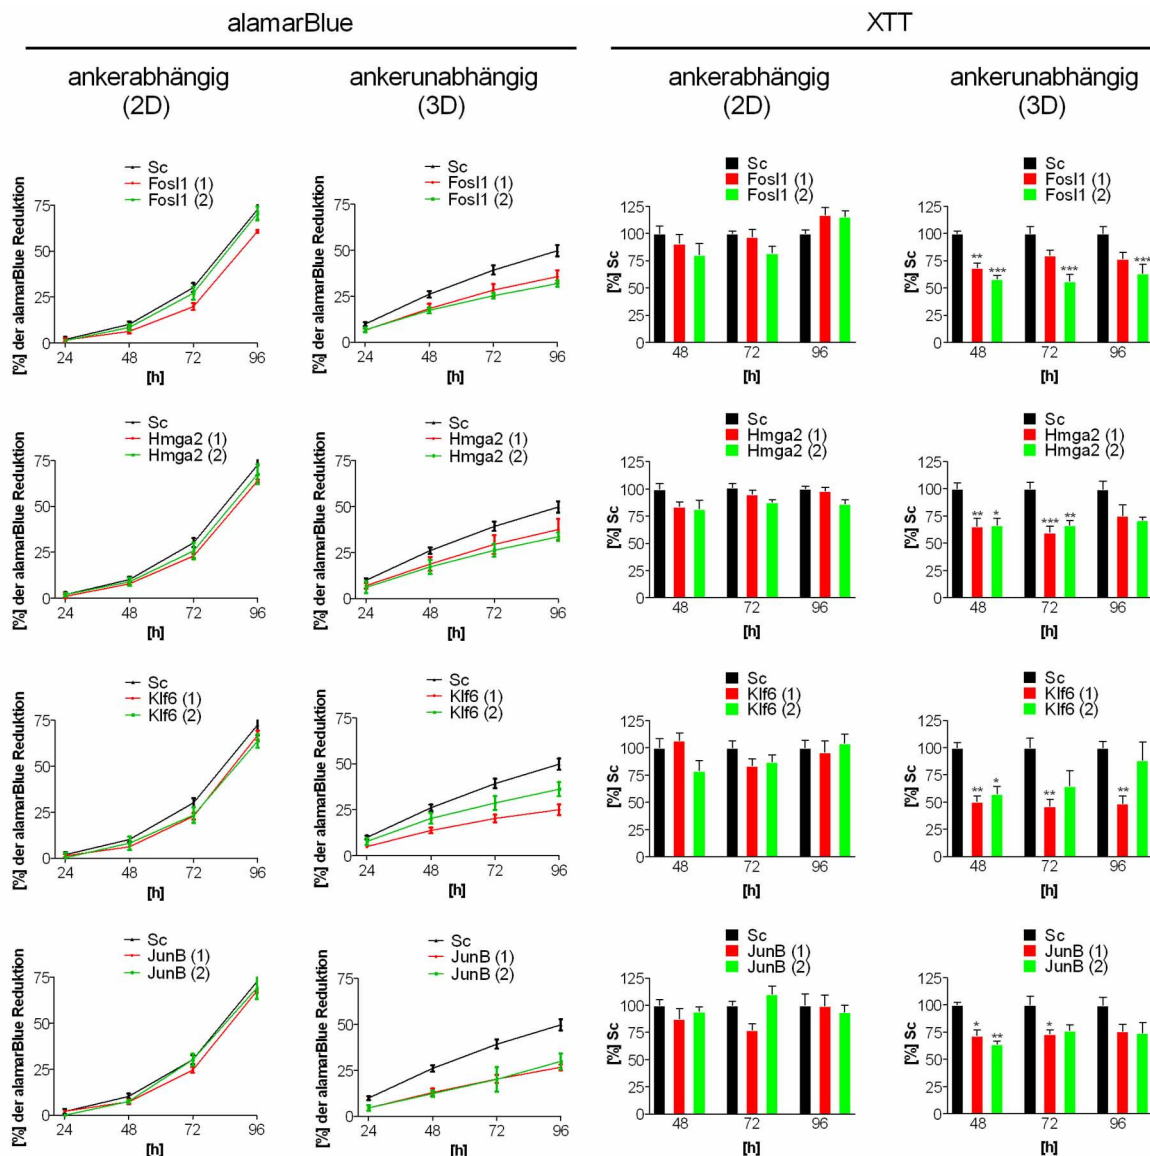 alamarBlue
XTT
ankerabhängig
(2D)
ankerunabhängig
(3D)
ankerabhängig
(2D)
ankerunabhängig
(3D)
[%] der alamarBlue Reduktion
75
50
25
0
24 48 72 96
[h]
Sc
Fosl1 (1)
Fosl1 (2)
[%] der alamarBlue Reduktion
75
50
25
0
24 48 72 96
[h]
Sc
Fosl1 (1)
Fosl1 (2)
[%] Sc
125
100
75
50
25
0
48 72 96
[h]
Sc
Fosl1 (1)
Fosl1 (2)
[%] Sc
125
100
75
50
25
0
** *** *** ***
48 72 96
[h]
Sc
Fosl1 (1)
Fosl1 (2)
[%] der alamarBlue Reduktion
75
50
25
0
24 48 72 96
[h]
Sc
Hmga2 (1)
Hmga2 (2)
[%] der alamarBlue Reduktion
75
50
25
0
24 48 72 96
[h]
Sc
Hmga2 (1)
Hmga2 (2)
[%] Sc
125
100
75
50
25
0
48 72 96
[h]
Sc
Hmga2 (1)
Hmga2 (2)
[%] Sc
125
100
75
50
25
0
** * *** **
48 72 96
[h]
Sc
Hmga2 (1)
Hmga2 (2)
[%] der alamarBlue Reduktion
75
50
25
0
24 48 72 96
[h]
Sc
Klf6 (1)
Klf6 (2)
[%] der alamarBlue Reduktion
75
50
25
0
24 48 72 96
[h]
Sc
Klf6 (1)
Klf6 (2)
[%] Sc
125
100
75
50
25
0
48 72 96
[h]
Sc
Klf6 (1)
Klf6 (2)
[%] Sc
125
100
75
50
25
0
** * ** **
48 72 96
[h]
Sc
Klf6 (1)
Klf6 (2)
[%] der alamarBlue Reduktion
75
50
25
0
24 48 72 96
[h]
Sc
JunB (1)
JunB (2)
[%] der alamarBlue Reduktion
75
50
25
0
24 48 72 96
[h]
Sc
JunB (1)
JunB (2)
[%] Sc
125
100
75
50
25
0
48 72 96
[h]
Sc
JunB (1)
JunB (2)
[%] Sc
125
100
75
50
25
0
* ** *
48 72 96
[h]
Sc
JunB (1)
JunB (2)